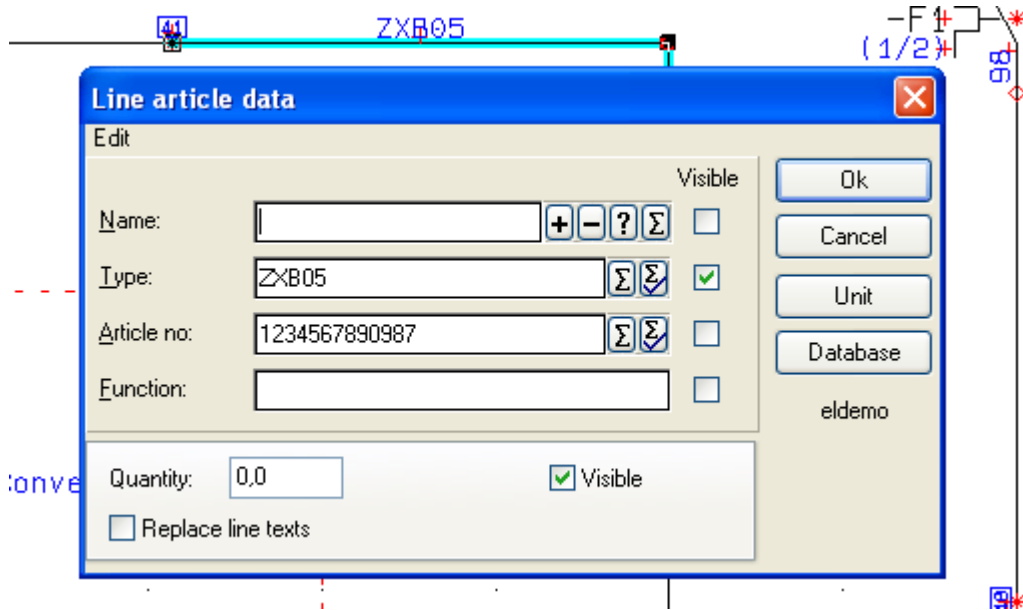 41 ZXB05 -F1
(1/2)
98
Line article data
Edit
Visible
Name: + - ? Σ
Type: ZXB05 Σ Σ
Article no: 1234567890987 Σ Σ
Function:
Quantity: 0,0 Visible
Replace line texts
Ok
Cancel
Unit
Database
eldemo
Conve